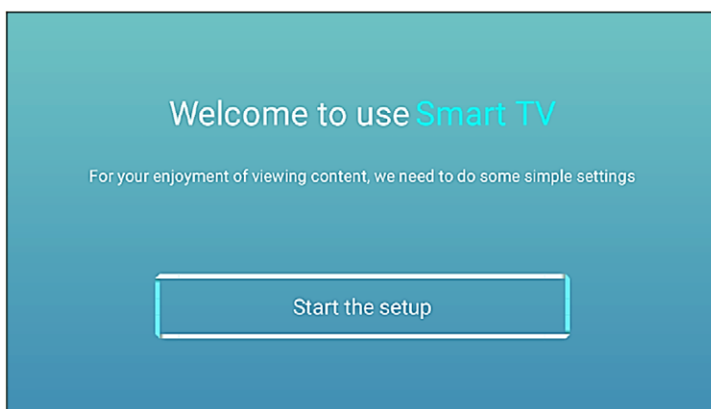 Welcome to use Smart TV
For your enjoyment of viewing content, we need to do some simple settings
Start the setup